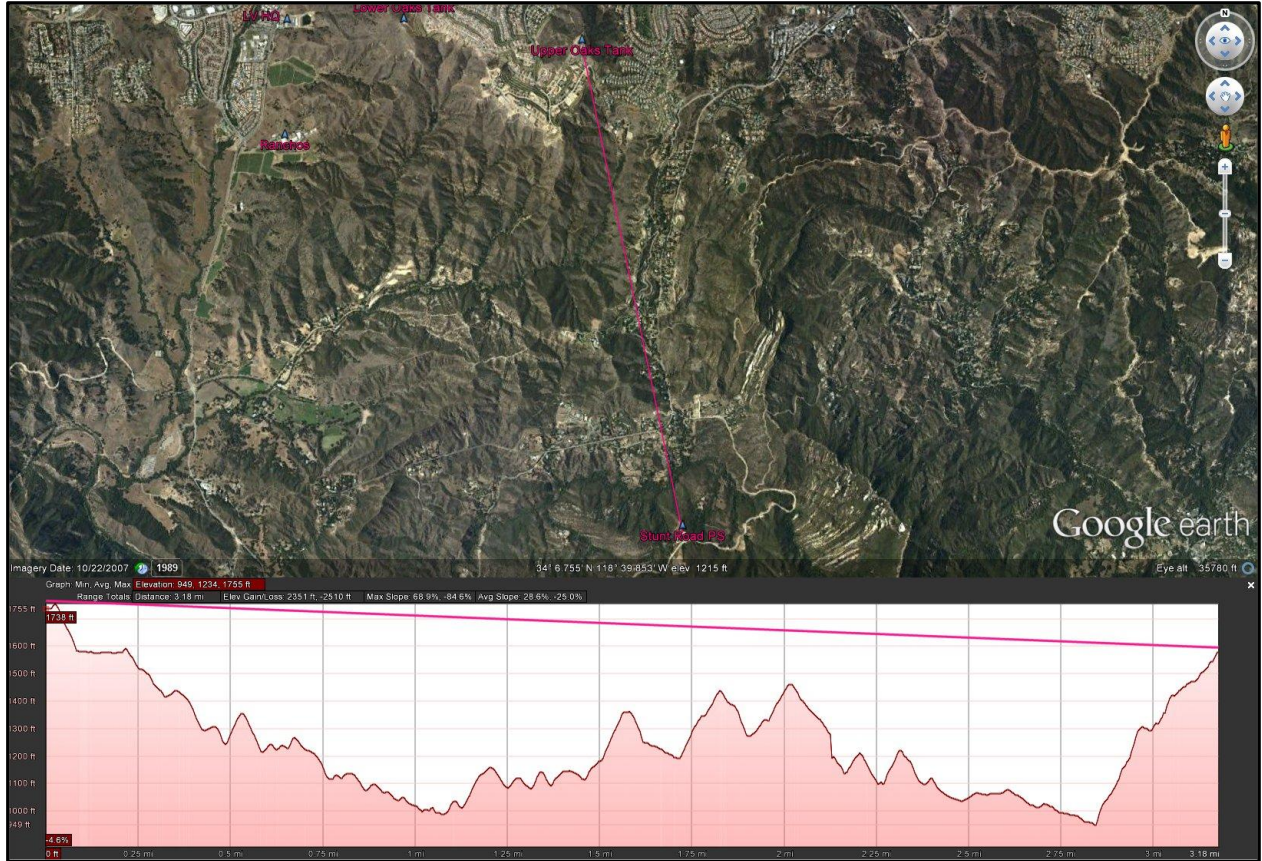 LV-HQ
Lower Oaks Tank
Upper Oaks Tank
Ranchos
Stunt Road PS
N
Google earth
Imagery Date: 10/22/2007 1989 34° 6.755' N 118° 39.853' W elev 1215 ft Eye alt 35780 ft
Graph: Min, Avg, Max Elevation: 949, 1234, 1755 ft
Range Totals: Distance: 3.18 mi Elev Gain/Loss: 2351 ft, -2510 ft Max Slope: 68.9%, -84.6% Avg Slope: 28.6%, -25.0%
1755 ft
1738 ft
1600 ft
1500 ft
1400 ft
1300 ft
1200 ft
1100 ft
1000 ft
949 ft
-4.6%
0 ft 0.25 mi 0.5 mi 0.75 mi 1 mi 1.25 mi 1.5 mi 1.75 mi 2 mi 2.25 mi 2.5 mi 2.75 mi 3 mi 3.18 mi